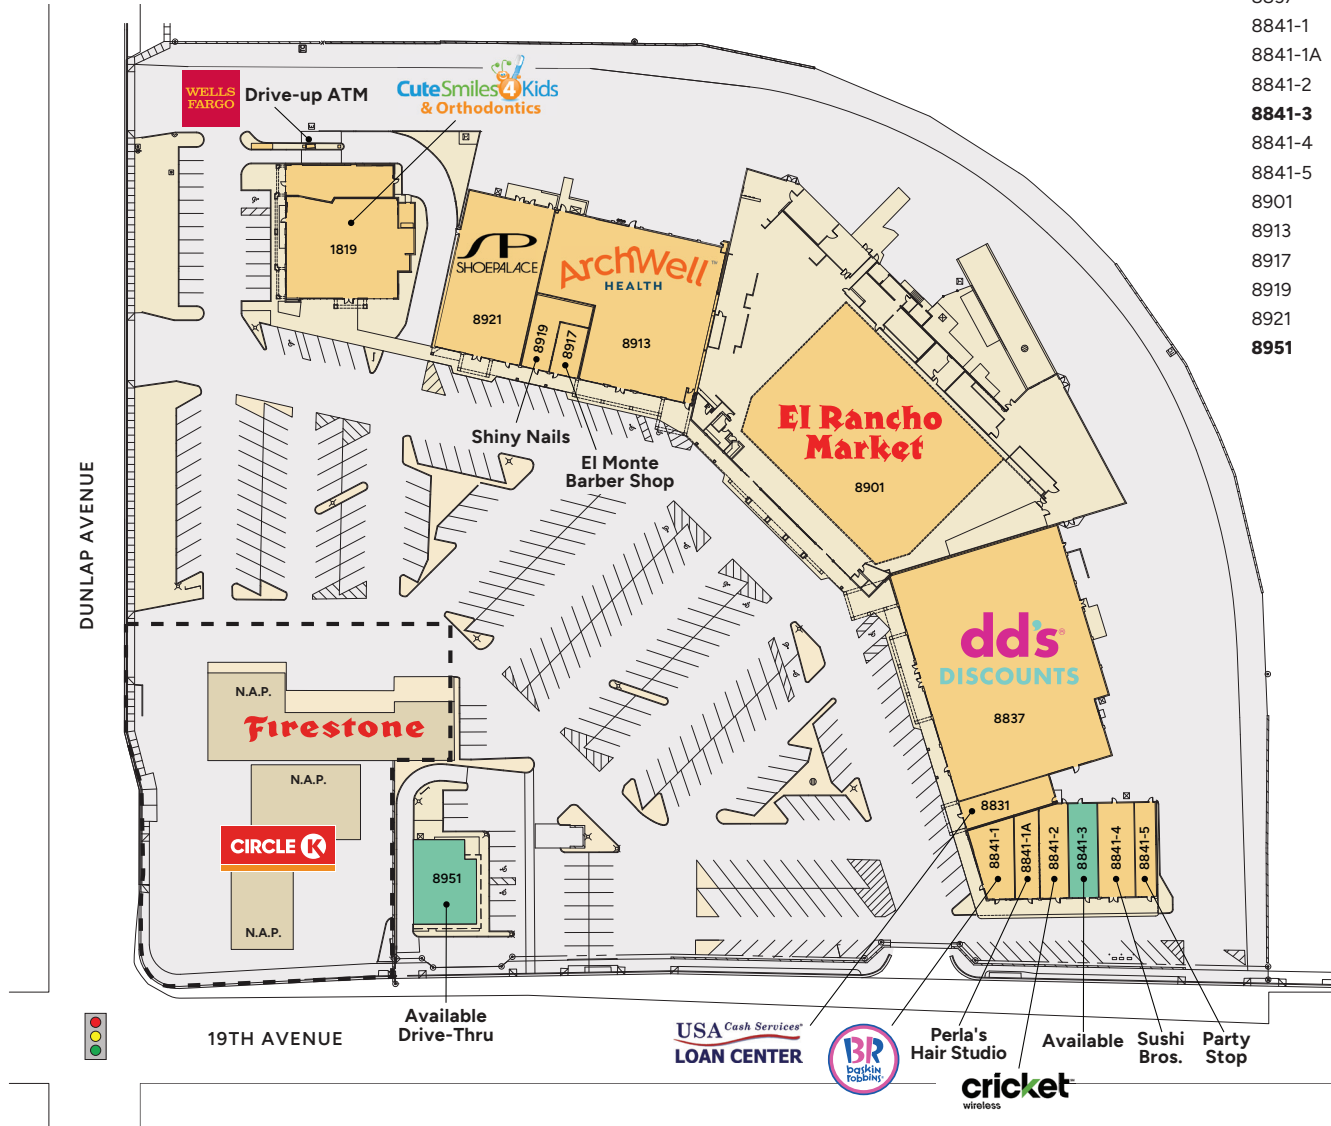 8841-1
8841-1A
8841-2
8841-3
8841-4
8841-5
8901
8913
8917
8919
8921
8951
WELLS
FARGO
Drive-up ATM
CuteSmiles4Kids
& Orthodontics
1819
SP
SHOEPALACE
8921
ArchWell™
HEALTH
8919
8917
8913
Shiny Nails
El Monte
Barber Shop
El Rancho
Market
8901
DUNLAP AVENUE
dd's®
DISCOUNTS
8837
N.A.P.
Firestone
N.A.P.
CIRCLE K
N.A.P.
8951
8831
8841-1
8841-1A
8841-2
8841-3
8841-4
8841-5
Available
Drive-Thru
19TH AVENUE
USA Cash Services®
LOAN CENTER
BR
baskin
robbins
Perla's
Hair Studio
cricket
wireless
Available
Sushi
Bros.
Party
Stop